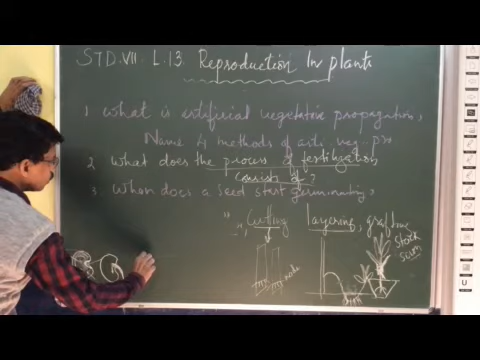 STD.VII L.13. Reproduction In plants
1 What is artificial vegetative propagation,
Name 4 methods of arti. veg.. pro
2 What does the process of fertilization
consist of?
3. When does a seed start germinating?
Cutting layering, grafting
stock
scion
node